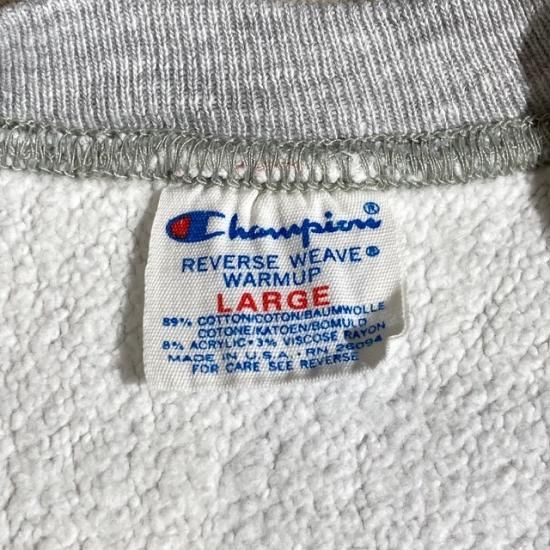 Champion®
REVERSE WEAVE®
WARMUP
LARGE
89% COTTON/COTON/BAUMWOLLE
COTONE/KATOEN/BOMULD
8% ACRYLIC • 3% VISCOSE RAYON
MADE IN U.S.A. • RN 26094
FOR CARE SEE REVERSE